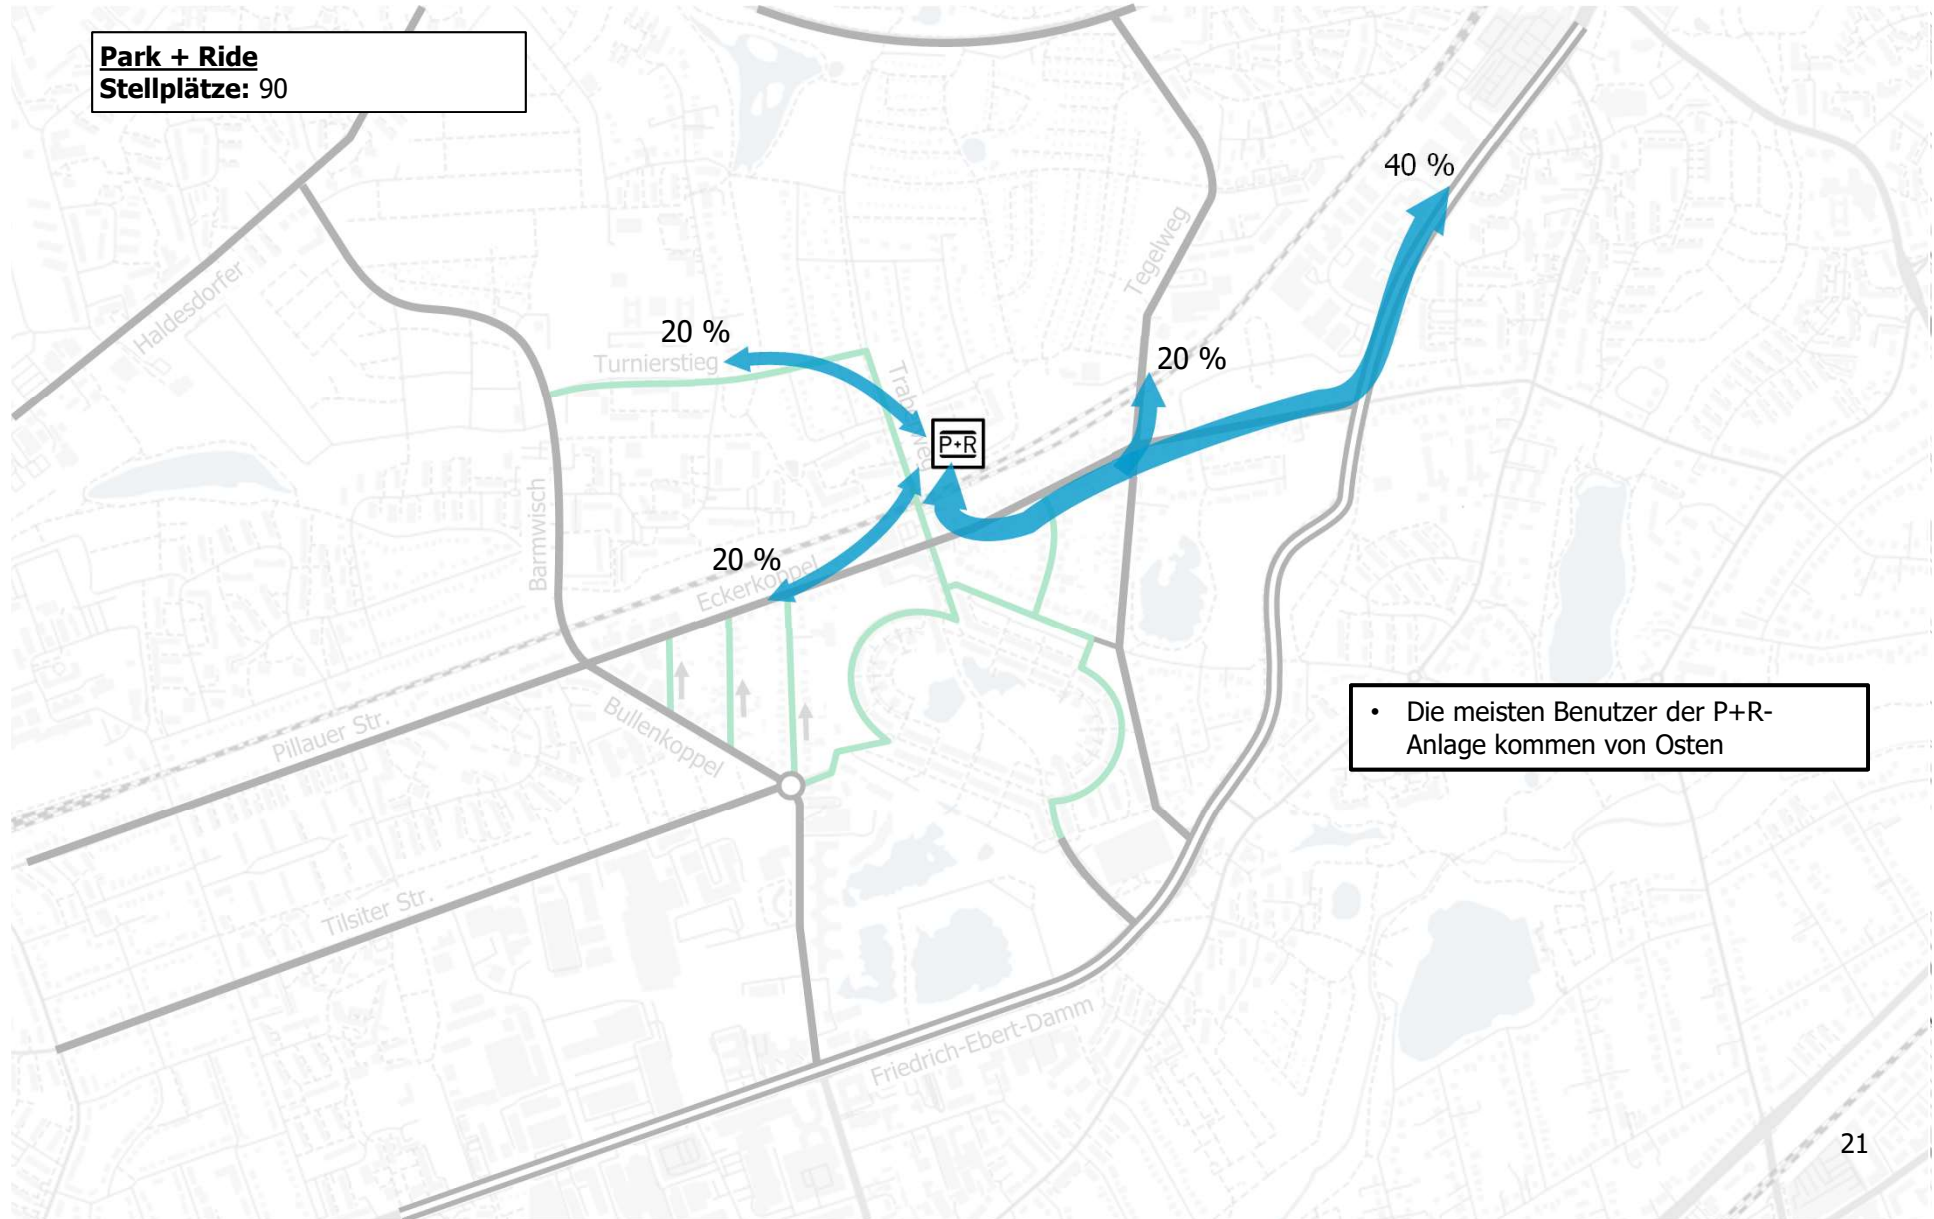 Park + Ride
Stellplätze: 90
40 %
Haldesdorfer
Tegelweg
20 %
Turnierstieg
20 %
P+R
Barmwisch
20 %
Eckerkoppel
Bullenkoppel
Pillauer Str.
• Die meisten Benutzer der P+R-
Anlage kommen von Osten
Tilsiter Str.
Friedrich-Ebert-Damm
21